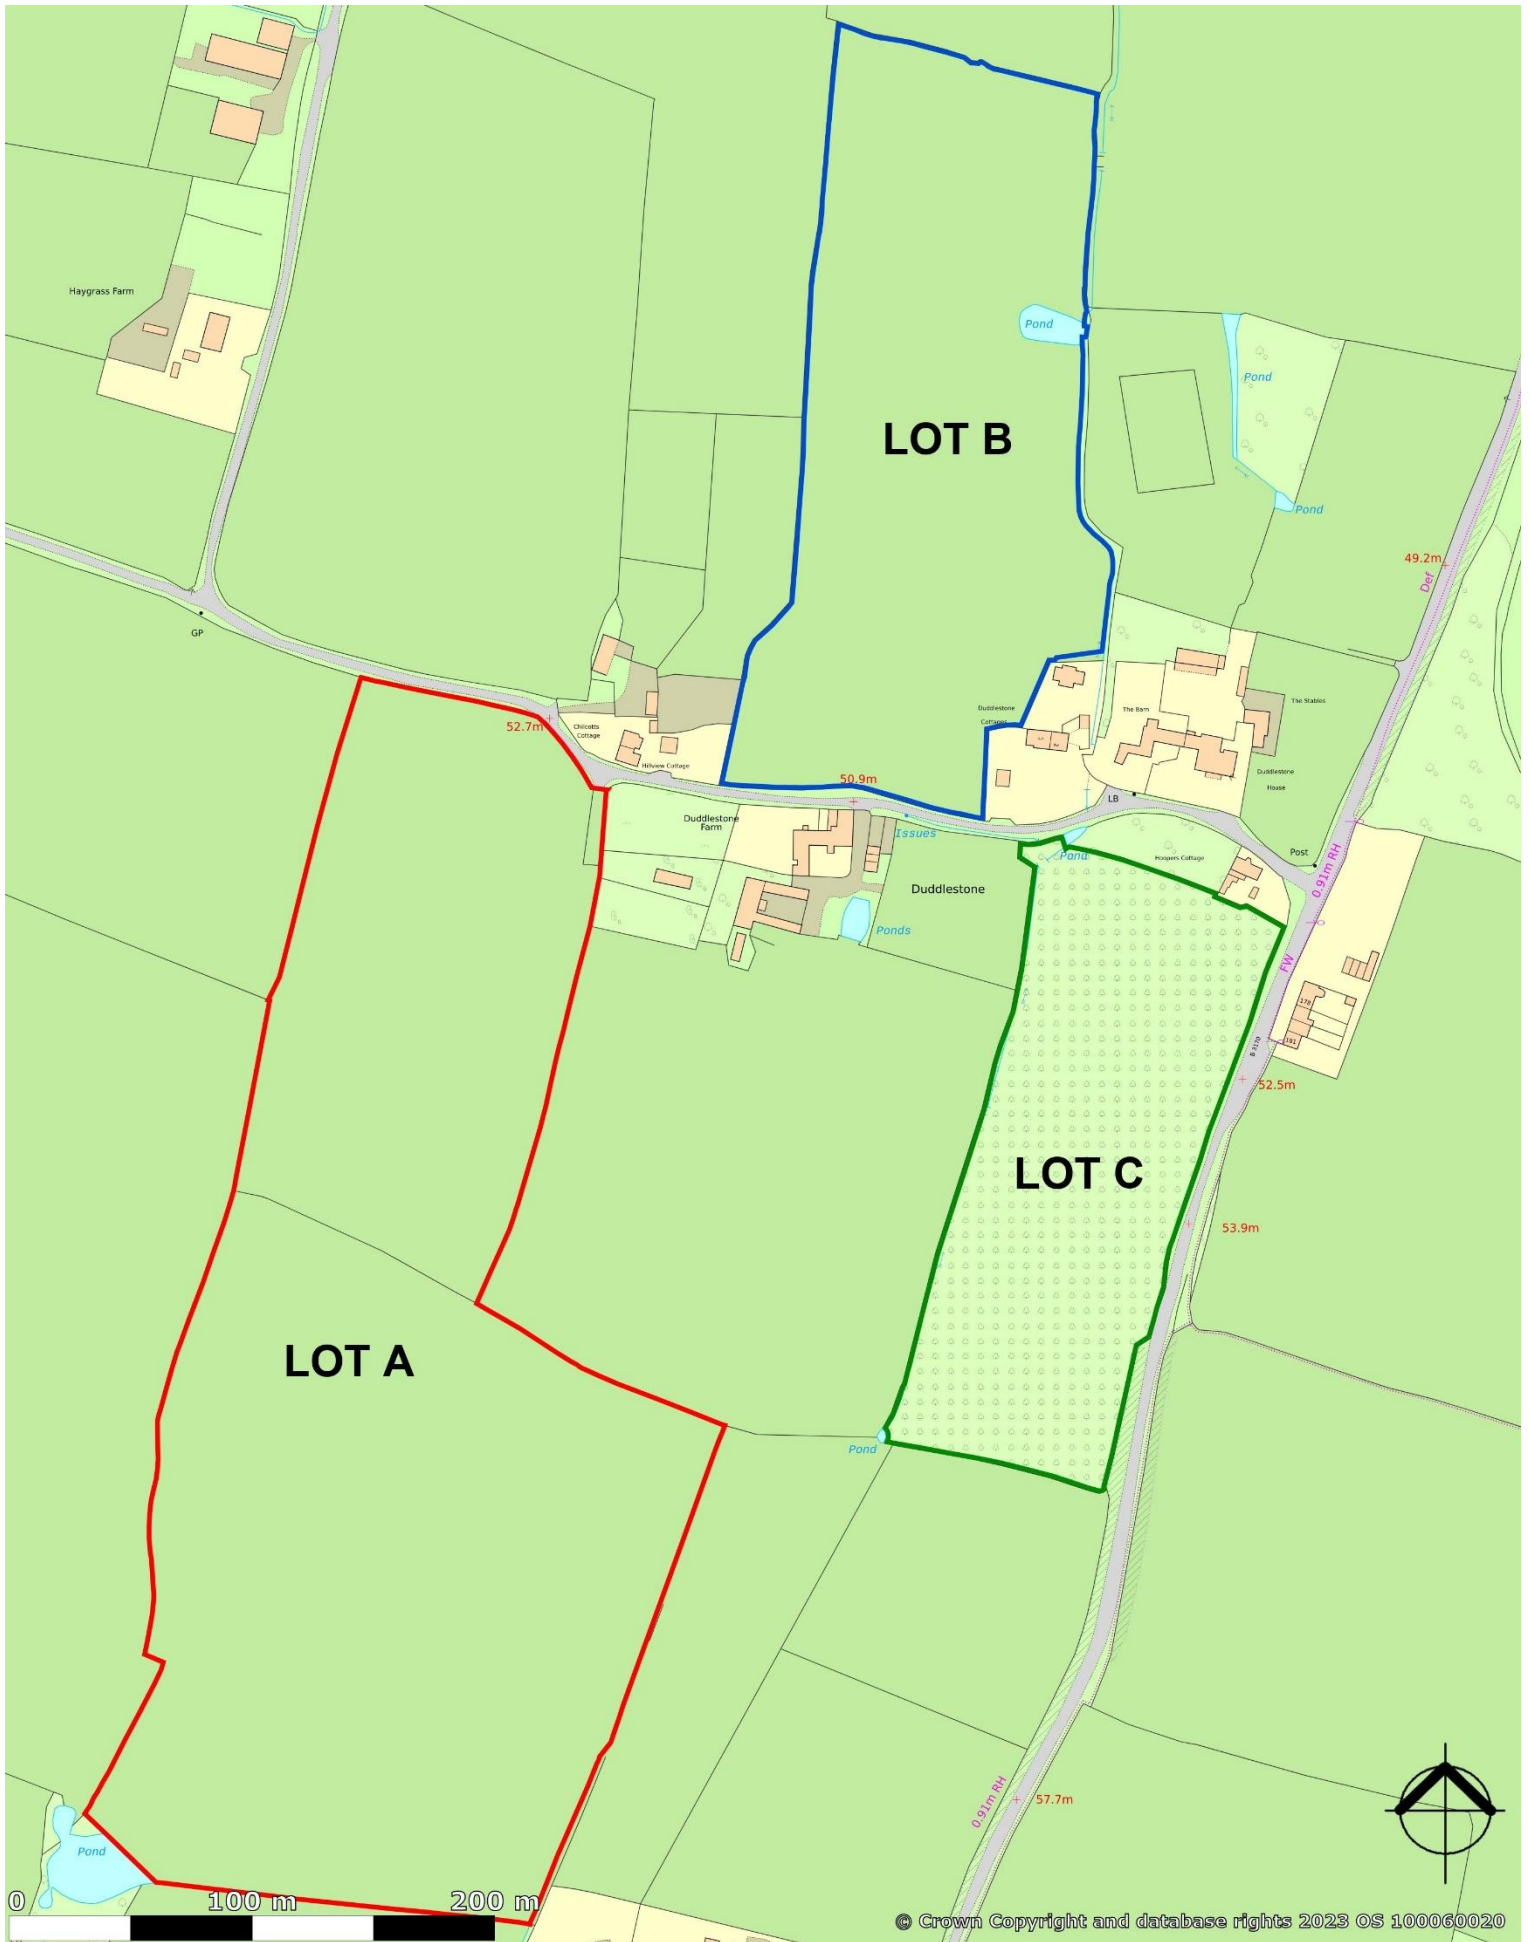 Haygrass Farm
Pond
Pond
LOT B
Pond
49.2m
Def
GP
52.7m
Chilcotts
Cottage
Hillview Cottage
Duddlestone
Cottages
The Barn
The Stables
Duddlestone
House
50.9m
LB
Duddlestone
Farm
Issues
Pond
Hoopers Cottage
Post
0.91m RH
Duddlestone
Ponds
FW
178
181
B 3170
52.5m
LOT C
53.9m
LOT A
Pond
0.91m RH
57.7m
Pond
0 100 m 200 m
© Crown Copyright and database rights 2023 OS 100060020